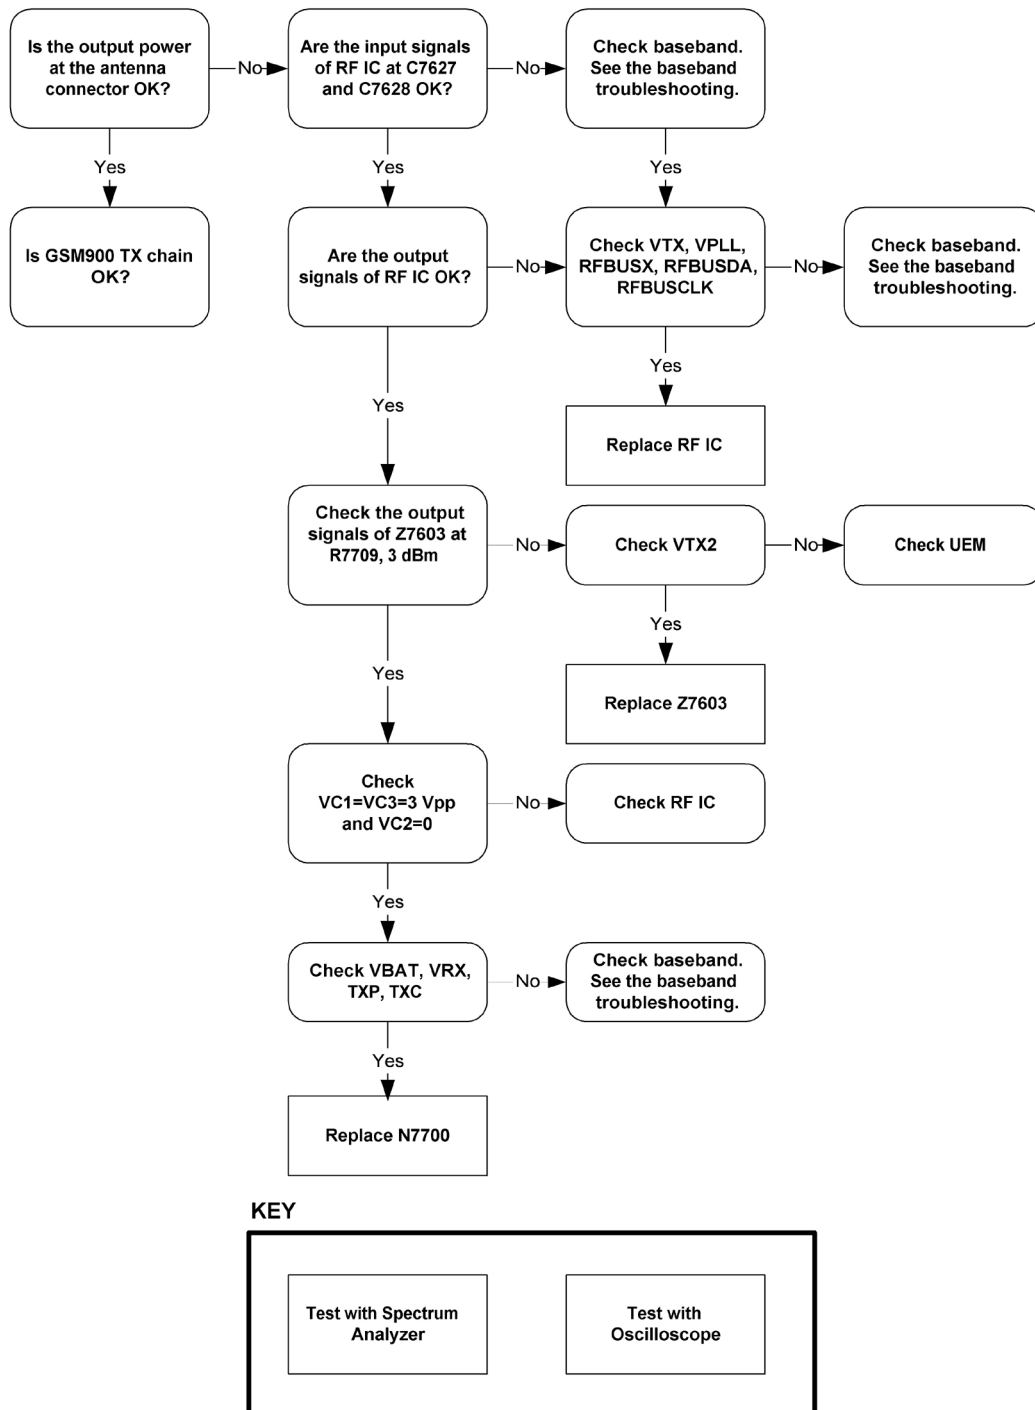 Is the output power
at the antenna
connector OK?
No
Are the input signals
of RF IC at C7627
and C7628 OK?
No
Check baseband.
See the baseband
troubleshooting.
Yes
Yes
Yes
Is GSM900 TX chain
OK?
Are the output
signals of RF IC OK?
No
Check VTX, VPLL,
RFBUSX, RFBUSDA,
RFBUSCLK
No
Check baseband.
See the baseband
troubleshooting.
Yes
Yes
Replace RF IC
Check the output
signals of Z7603 at
R7709, 3 dBm
No
Check VTX2
No
Check UEM
Yes
Yes
Replace Z7603
Check
VC1=VC3=3 Vpp
and VC2=0
No
Check RF IC
Yes
Check VBAT, VRX,
TXP, TXC
No
Check baseband.
See the baseband
troubleshooting.
Yes
Replace N7700
KEY
Test with Spectrum
Analyzer
Test with
Oscilloscope